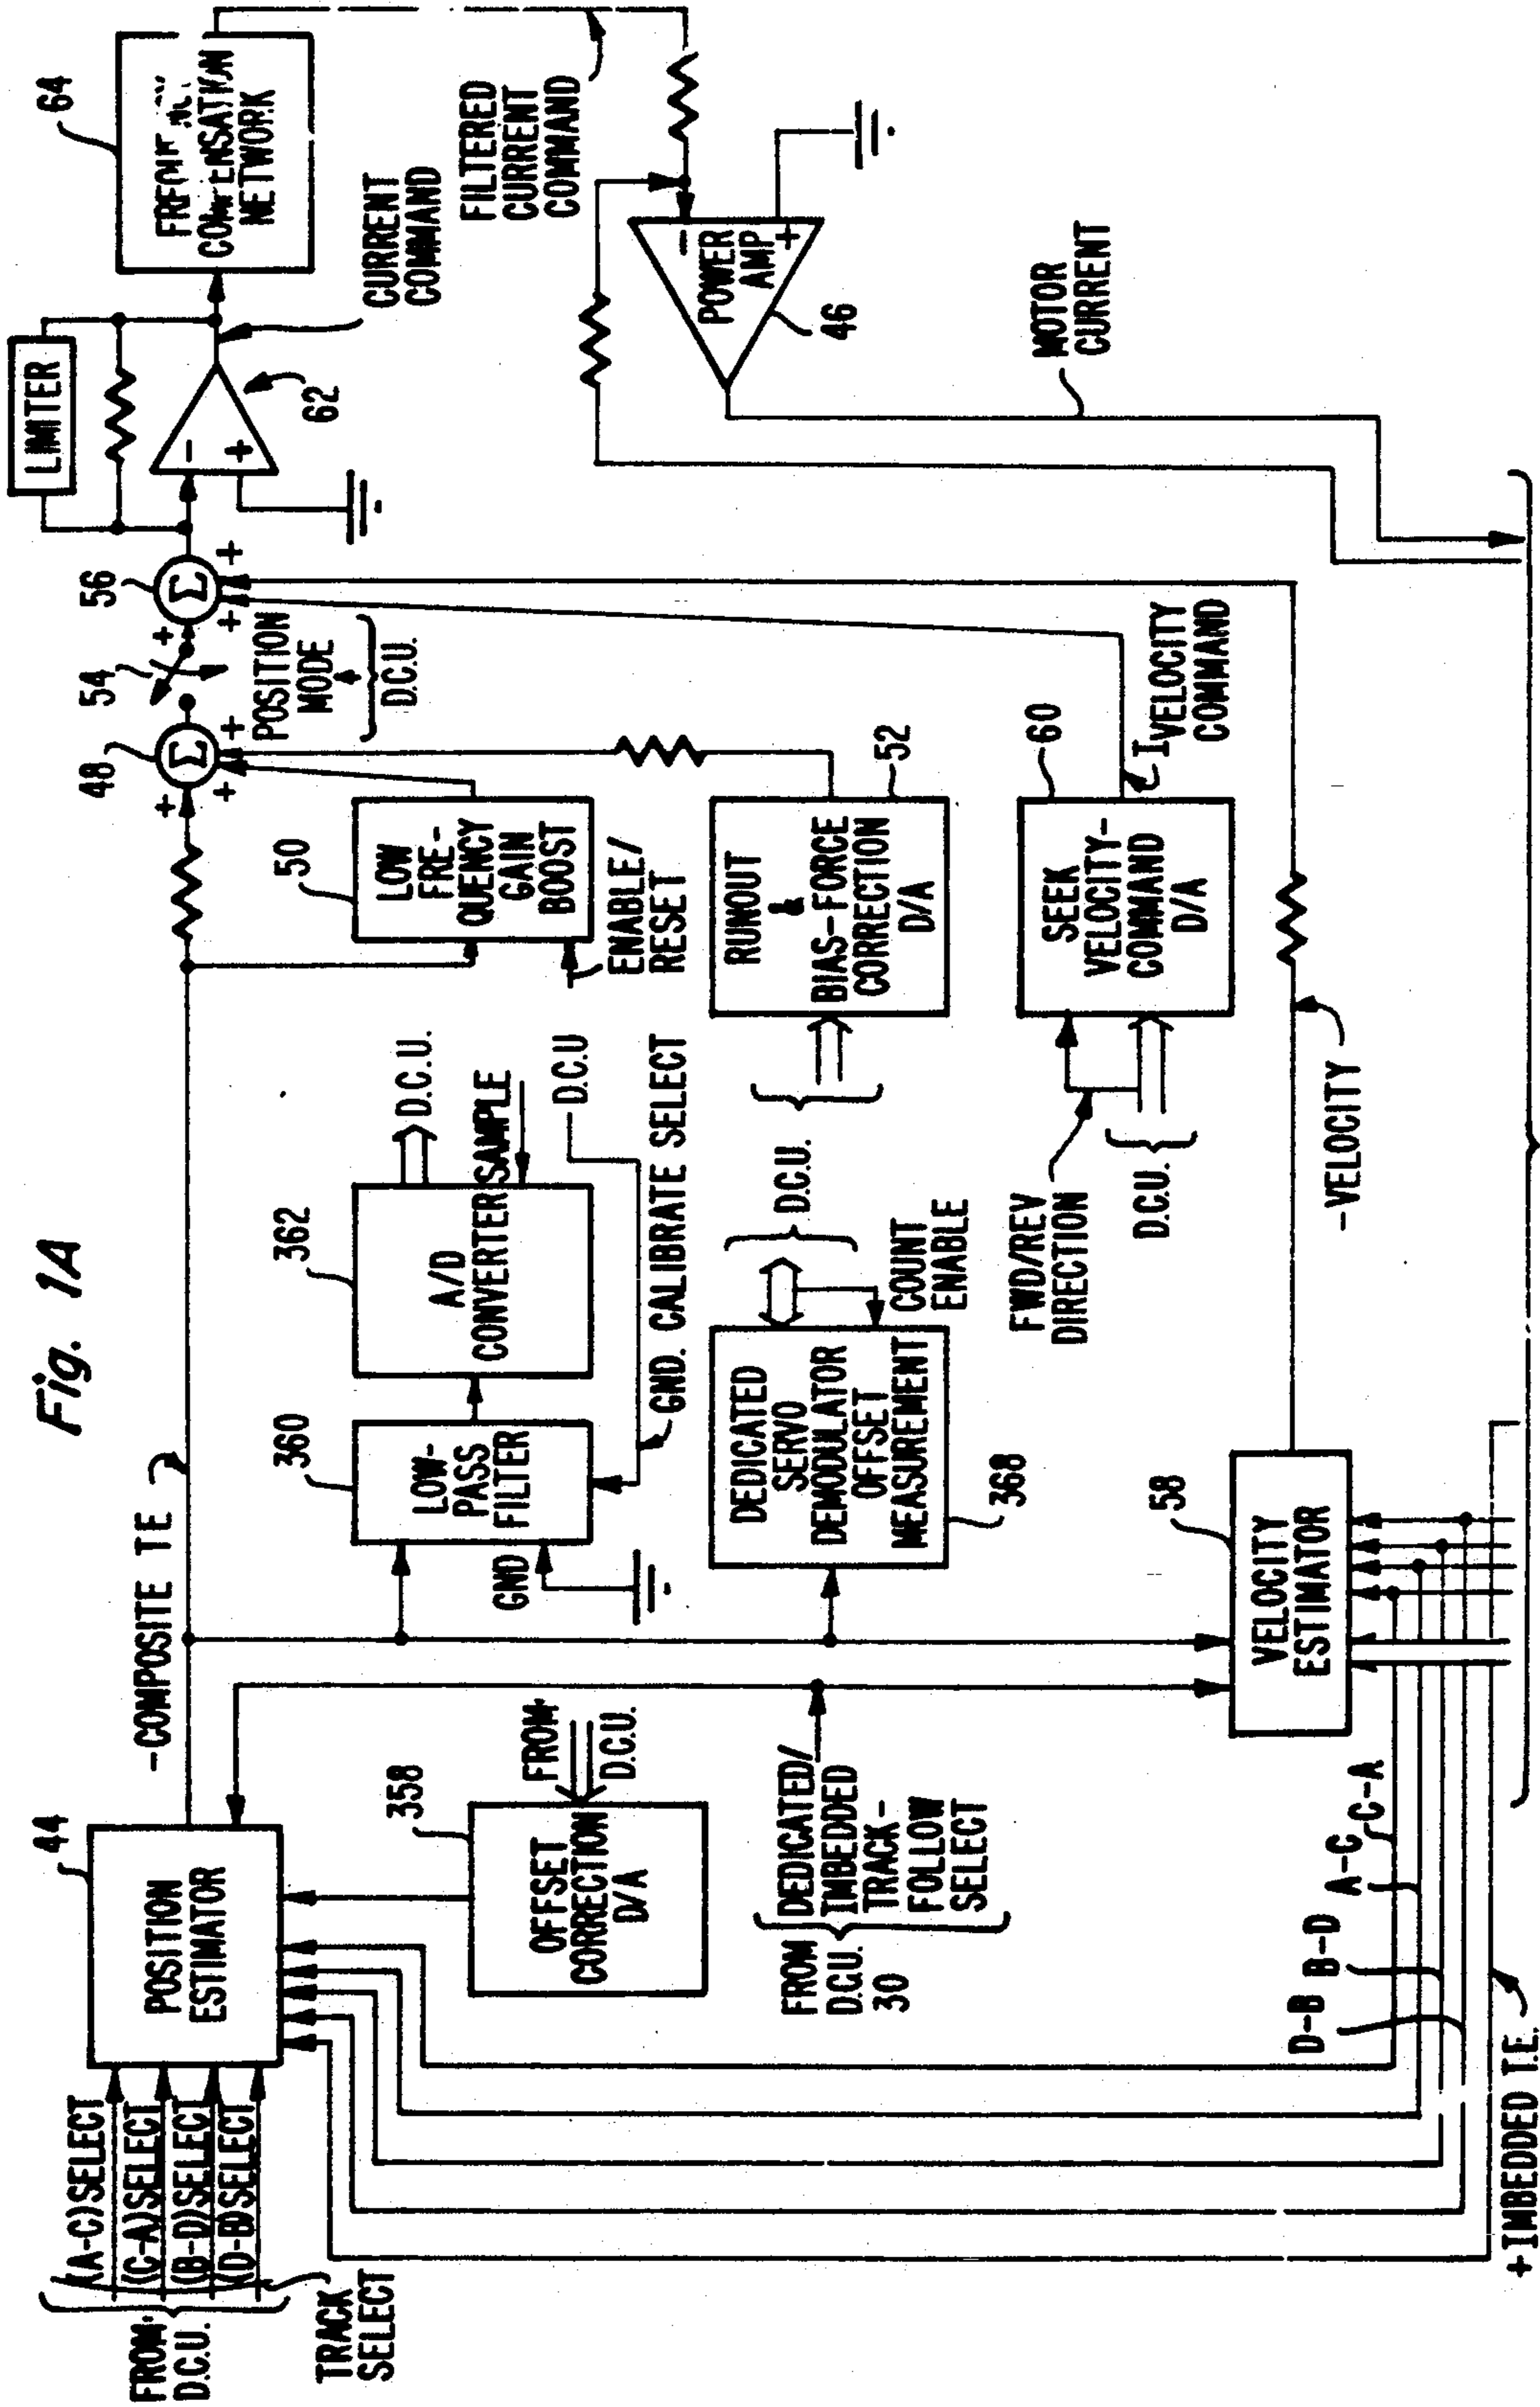 Fig. 1A
FROM
D.C.U.
(A-C)SELECT
(C-A)SELECT
(B-D)SELECT
(D-B)SELECT
TRACK
SELECT
44
POSITION
ESTIMATOR
-COMPOSITE TE
358
OFFSET
CORRECTION
D/A
FROM
D.C.U.
FROM
D.C.U.
30
DEDICATED/
IMBEDDED
TRACK-
FOLLOW
SELECT
360
LOW-
PASS
FILTER
GND
362
A/D
CONVERTER
D.C.U.
SAMPLE
D.C.U
GND. CALIBRATE SELECT
DEDICATED
SERVO
DEMODULATOR
OFFSET
MEASUREMENT
368
D.C.U.
COUNT
ENABLE
50
LOW
FRE-
QUENCY
GAIN
BOOST
ENABLE/
RESET
RUNOUT
&
BIAS-FORCE
CORRECTION
D/A
52
FWD/REV
DIRECTION
D.C.U.
SEEK
VELOCITY-
COMMAND
D/A
60
VELOCITY
COMMAND
48
Σ
+
+
+
54
POSITION
MODE
D.C.U.
56
Σ
+
+
+
LIMITER
-
+
62
CURRENT
COMMAND
64
COMPENSATION
NETWORK
FILTERED
CURRENT
COMMAND
-
+
POWER
AMP
46
MOTOR
CURRENT
-VELOCITY
58
VELOCITY
ESTIMATOR
C-A
A-C
B-D
D-B
+IMBEDDED T.E.